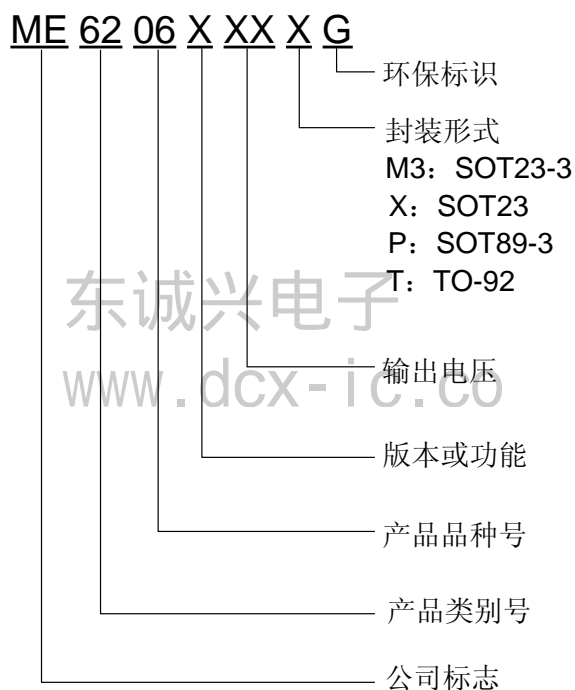 ME 62 06 X XX X G
环保标识
封装形式
M3：SOT23-3
X：SOT23
P：SOT89-3
T：TO-92
东诚兴电子
输出电压
www.dcx-ic.co
版本或功能
产品品种号
产品类别号
公司标志